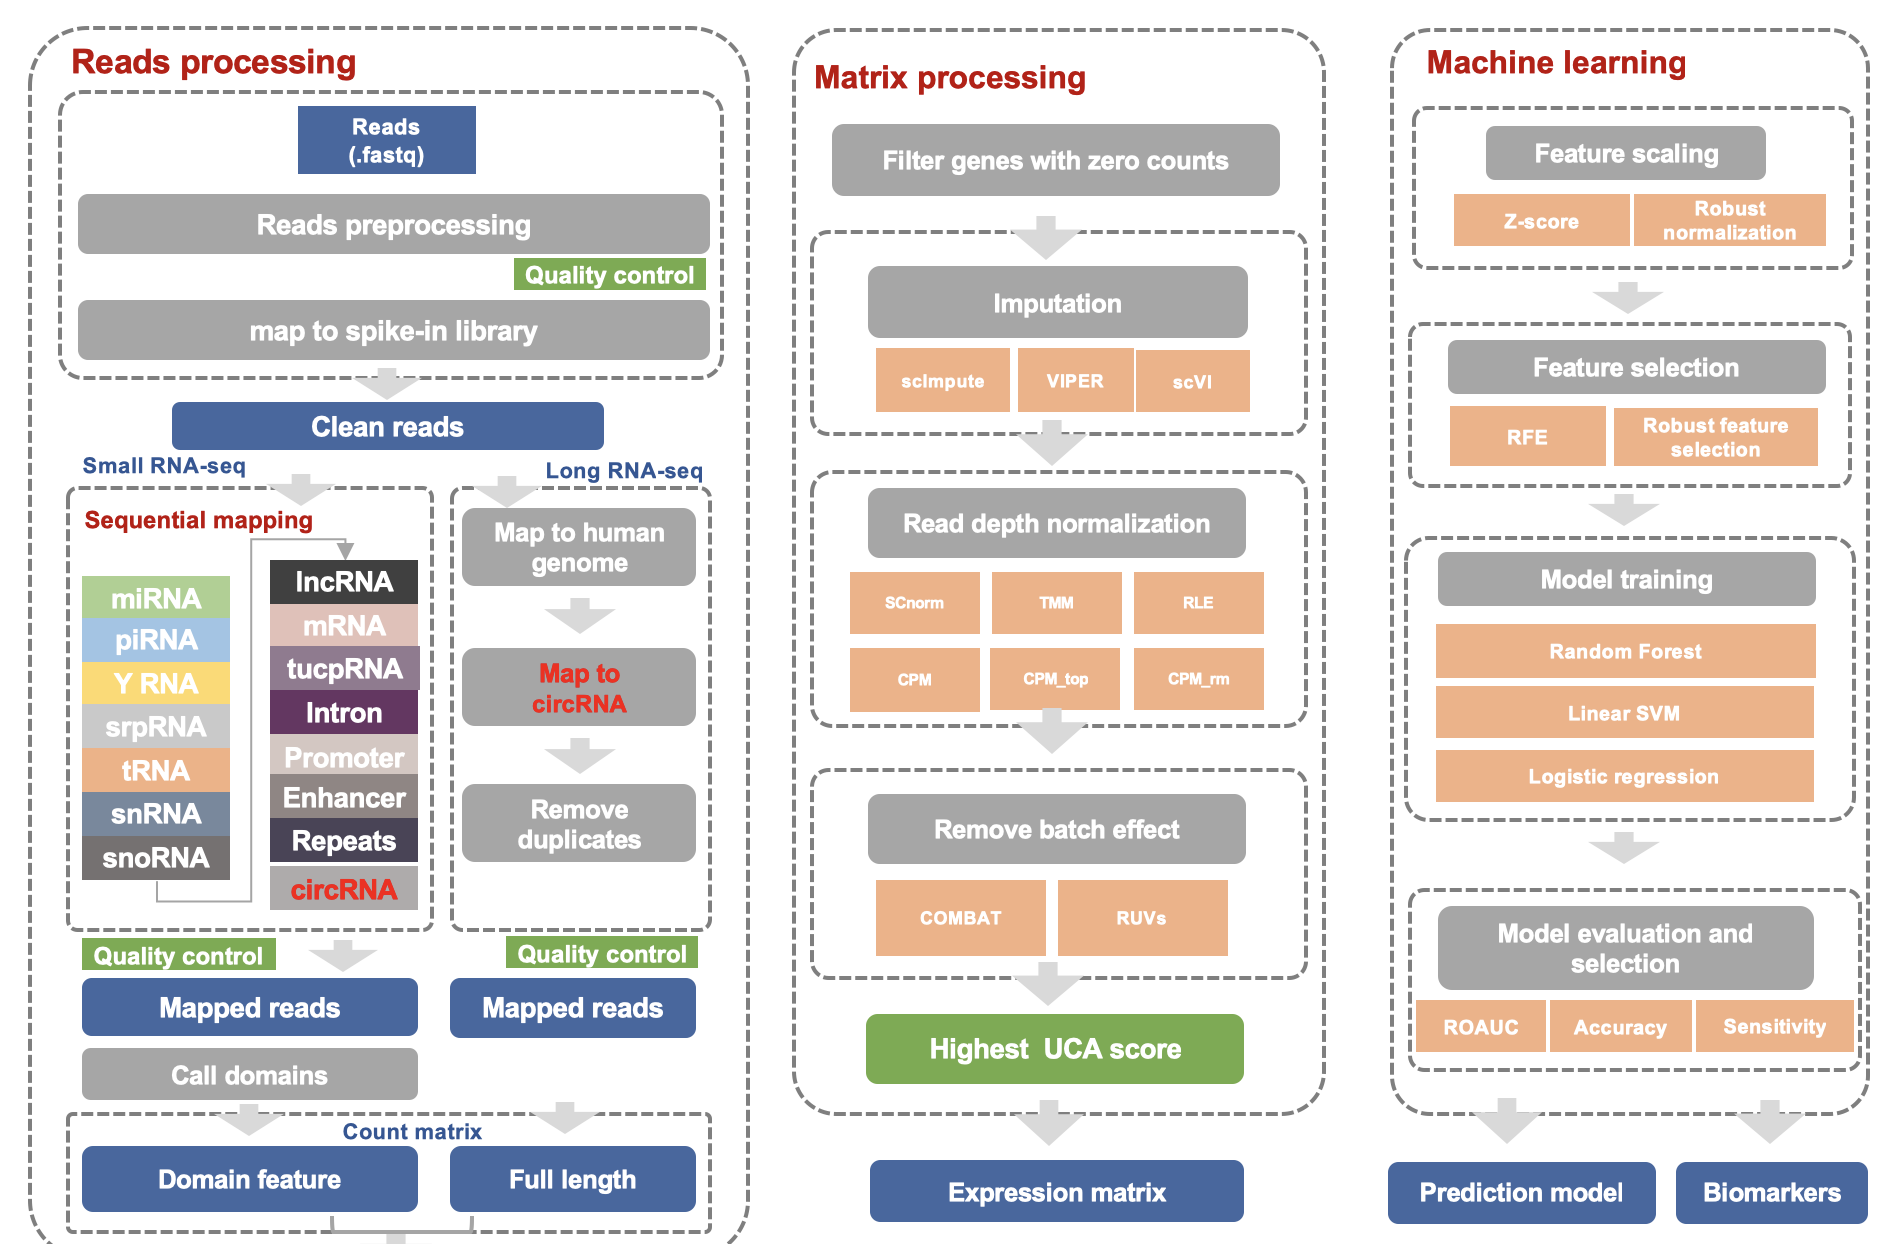 Reads processing
Reads
(.fastq)
Reads preprocessing
Quality control
map to spike-in library
Clean reads
Small RNA-seq
Long RNA-seq
Sequential mapping
miRNA
piRNA
Y RNA
srpRNA
tRNA
snRNA
snoRNA
lncRNA
mRNA
tucpRNA
Intron
Promoter
Enhancer
Repeats
circRNA
Map to human
genome
Map to
circRNA
Remove
duplicates
Quality control
Quality control
Mapped reads
Mapped reads
Call domains
Count matrix
Domain feature
Full length
Matrix processing
Filter genes with zero counts
Imputation
scImpute
VIPER
scVI
Read depth normalization
SCnorm
TMM
RLE
CPM
CPM_top
CPM_rm
Remove batch effect
COMBAT
RUVs
Highest UCA score
Expression matrix
Machine learning
Feature scaling
Z-score
Robust
normalization
Feature selection
RFE
Robust feature
selection
Model training
Random Forest
Linear SVM
Logistic regression
Model evaluation and
selection
ROAUC
Accuracy
Sensitivity
Prediction model
Biomarkers